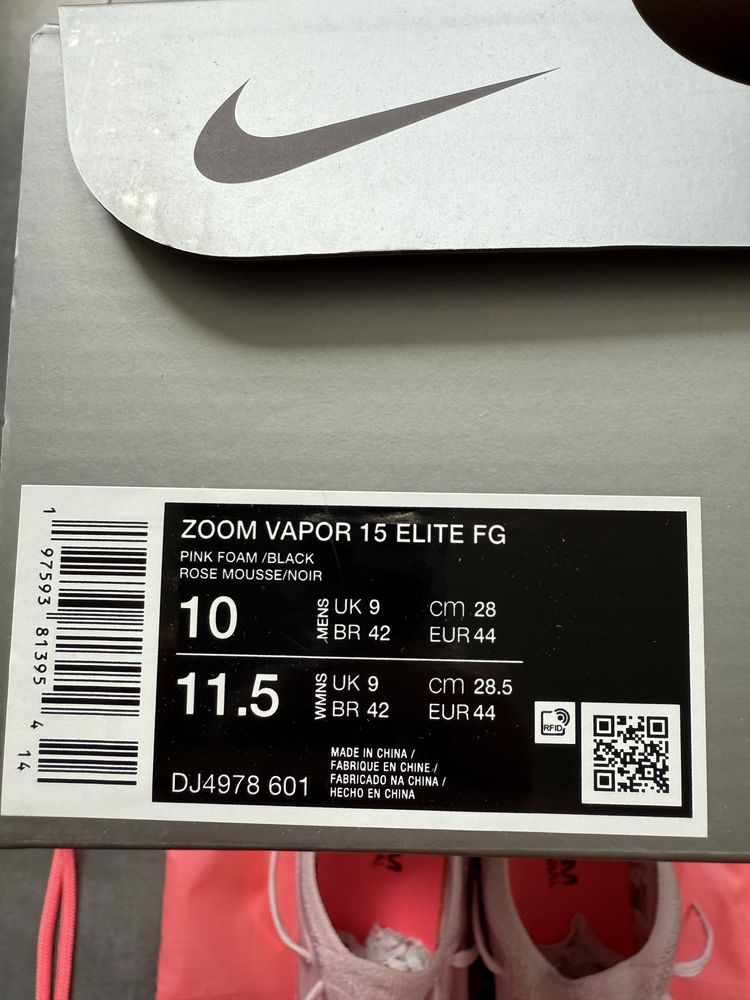 ZOOM VAPOR 15 ELITE FG
PINK FOAM /BLACK
ROSE MOUSSE/NOIR
10 MENS UK 9 cm 28
BR 42 EUR 44
11.5 WMNS UK 9 cm 28.5
BR 42 EUR 44
RFID
DJ4978 601
MADE IN CHINA /
FABRIQUE EN CHINE /
FABRICADO NA CHINA /
HECHO EN CHINA
1 97593 81395 4 14